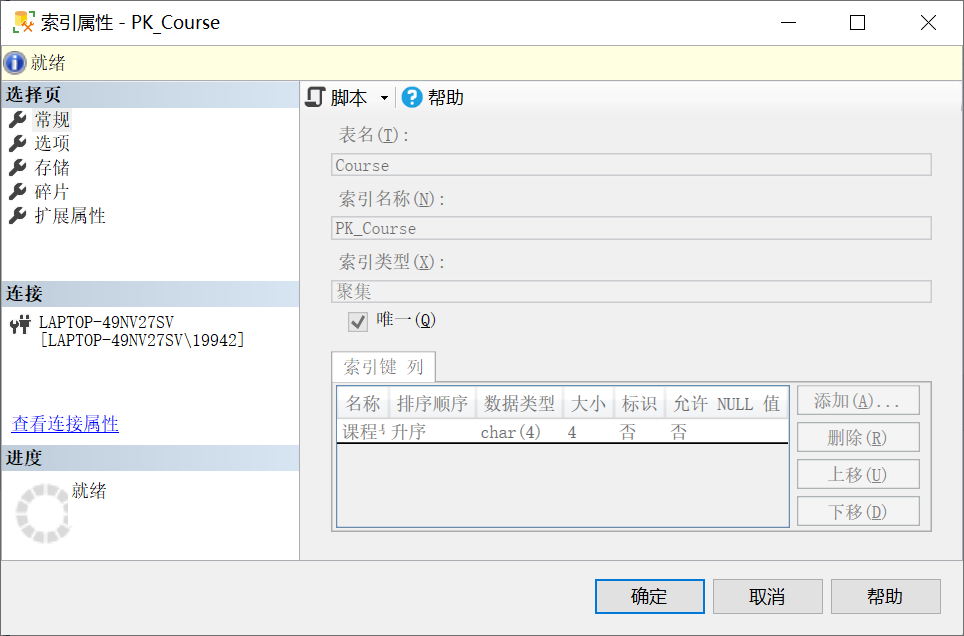 索引属性 - PK_Course
就绪
选择页
常规
选项
存储
碎片
扩展属性
连接
LAPTOP-49NV27SV
[LAPTOP-49NV27SV\19942]
查看连接属性
进度
就绪
脚本 帮助
表名(T):
Course
索引名称(N):
PK_Course
索引类型(X):
聚集
唯一(Q)
索引键 列
名称 排序顺序 数据类型 大小 标识 允许 NULL 值
课程号 升序 char(4) 4 否 否
添加(A)...
删除(R)
上移(U)
下移(D)
确定 取消 帮助